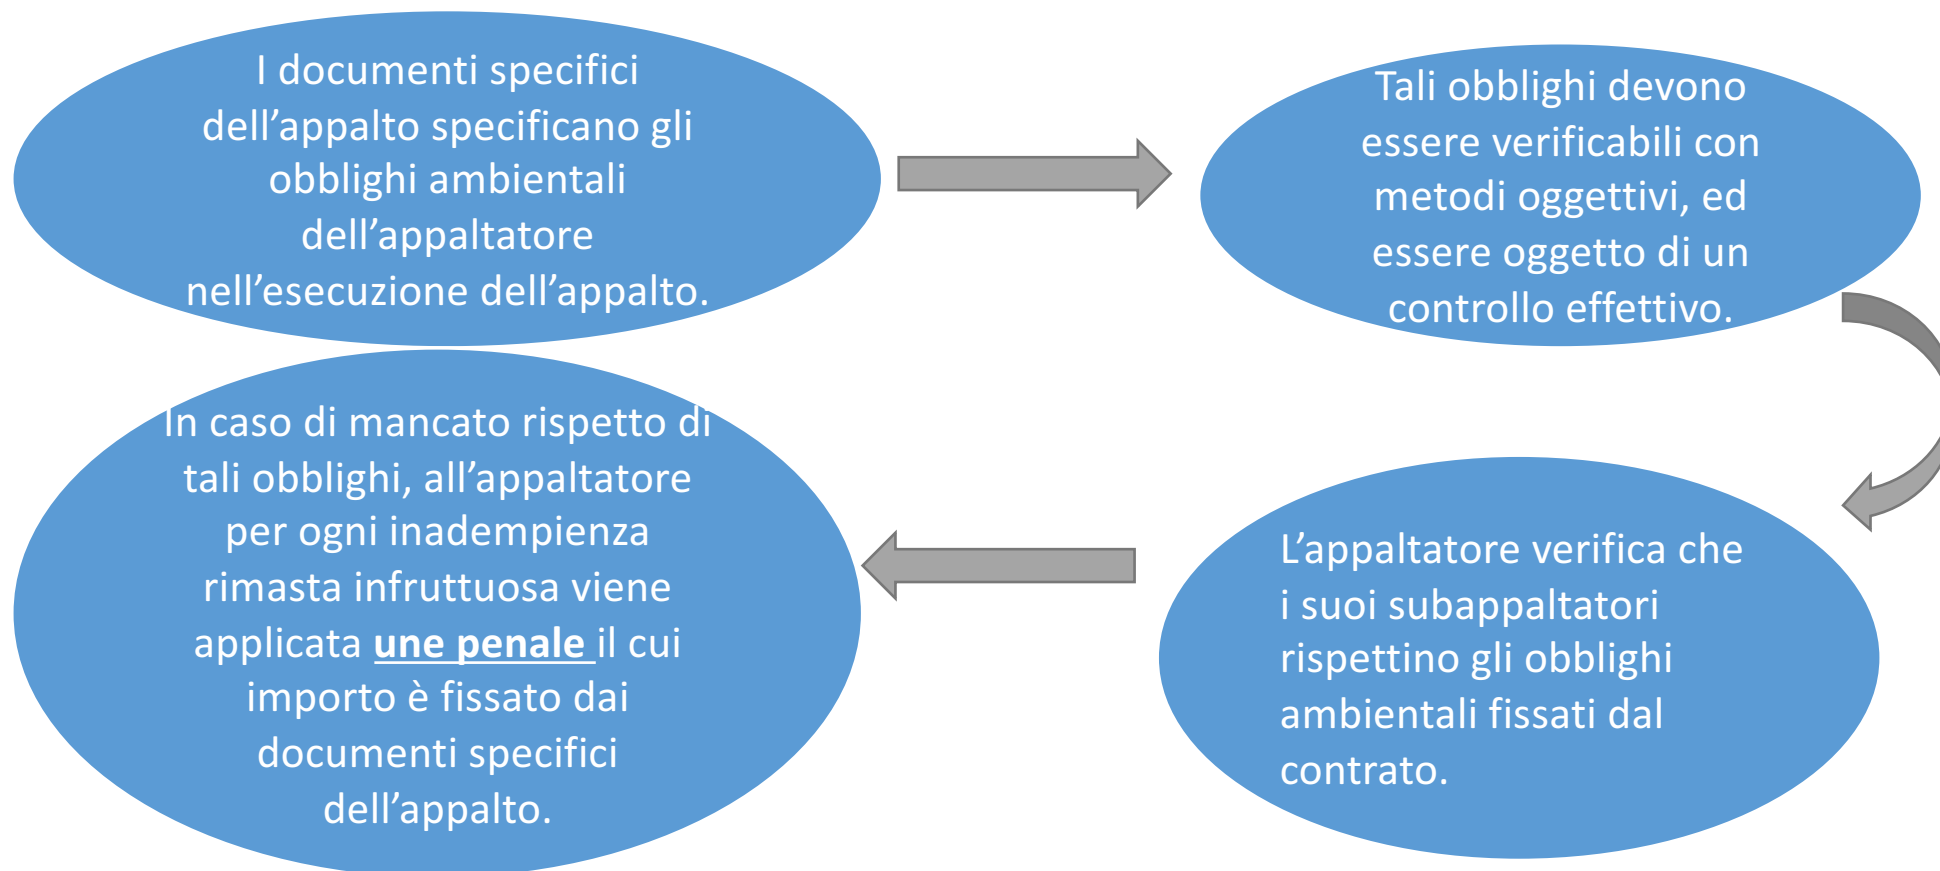 I documenti specifici
dell’appalto specificano gli
obblighi ambientali
dell’appaltatore
nell’esecuzione dell’appalto.
Tali obblighi devono
essere verificabili con
metodi oggettivi, ed
essere oggetto di un
controllo effettivo.
L’appaltatore verifica che
i suoi subappaltatori
rispettino gli obblighi
ambientali fissati dal
contrato.
In caso di mancato rispetto di
tali obblighi, all’appaltatore
per ogni inadempienza
rimasta infruttuosa viene
applicata une penale il cui
importo è fissato dai
documenti specifici
dell’appalto.